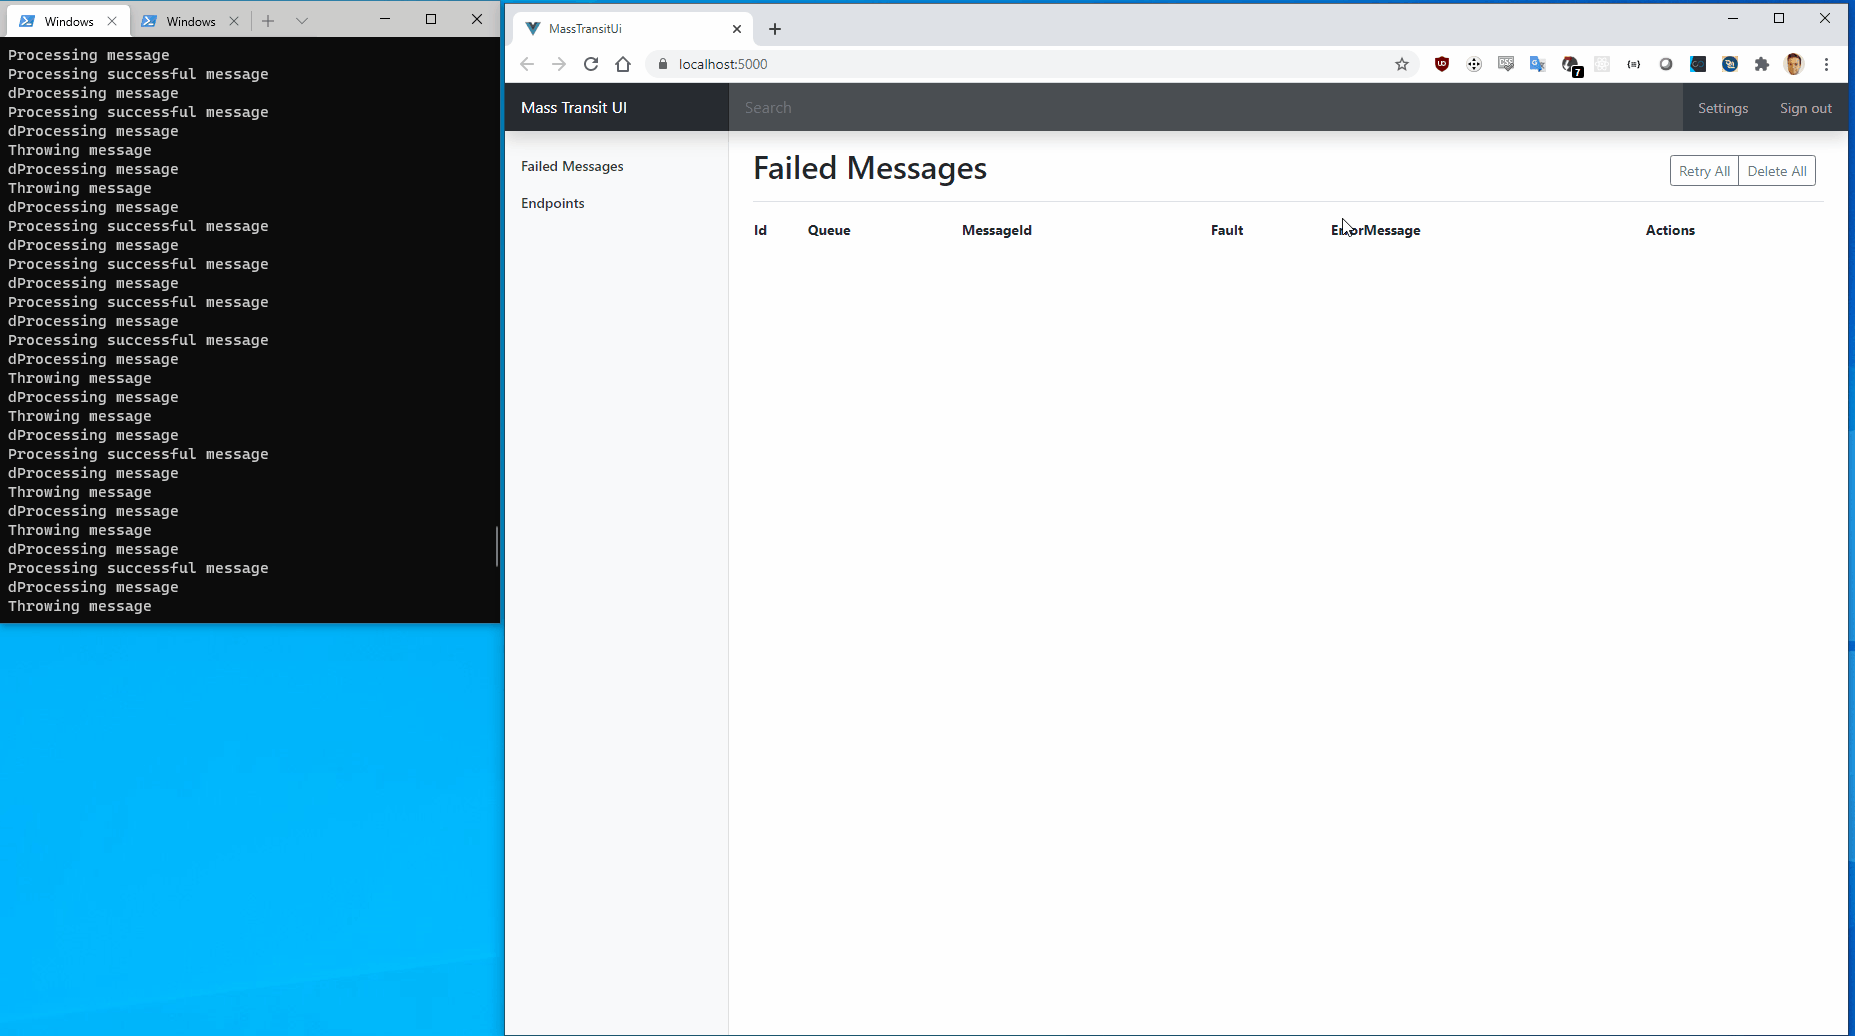 Windows
Windows
Processing message
Processing successful message
dProcessing message
Processing successful message
dProcessing message
Throwing message
dProcessing message
Throwing message
dProcessing message
Processing successful message
dProcessing message
Processing successful message
dProcessing message
Processing successful message
dProcessing message
Processing successful message
dProcessing message
Throwing message
dProcessing message
Throwing message
dProcessing message
Processing successful message
dProcessing message
Throwing message
dProcessing message
Throwing message
dProcessing message
Processing successful message
dProcessing message
Throwing message
MassTransitUi
localhost:5000
CSS
7
Mass Transit UI
Search
Settings
Sign out
Failed Messages
Endpoints
Failed Messages
Retry All
Delete All
Id Queue MessageId Fault ErrorMessage Actions